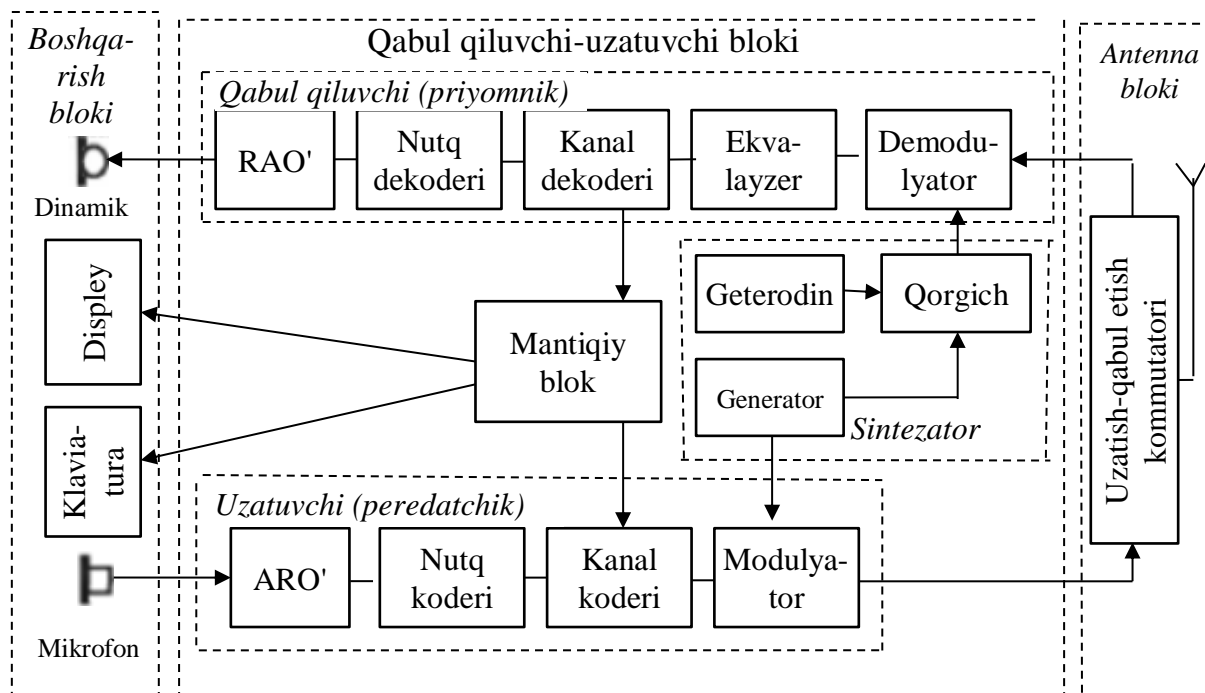 Boshqa-
rish
bloki
Qabul qiluvchi-uzatuvchi bloki
Antenna
bloki
Qabul qiluvchi (priyomnik)
RAO'
Nutq
dekoderi
Kanal
dekoderi
Ekva-
layzer
Demodu-
lyator
Dinamik
Displey
Klavia-
tura
Mikrofon
Mantiqiy
blok
Geterodin
Qorgich
Generator
Sintezator
Uzatish-qabul etish
kommutatori
Uzatuvchi (peredatchik)
ARO'
Nutq
koderi
Kanal
koderi
Modulya-
tor